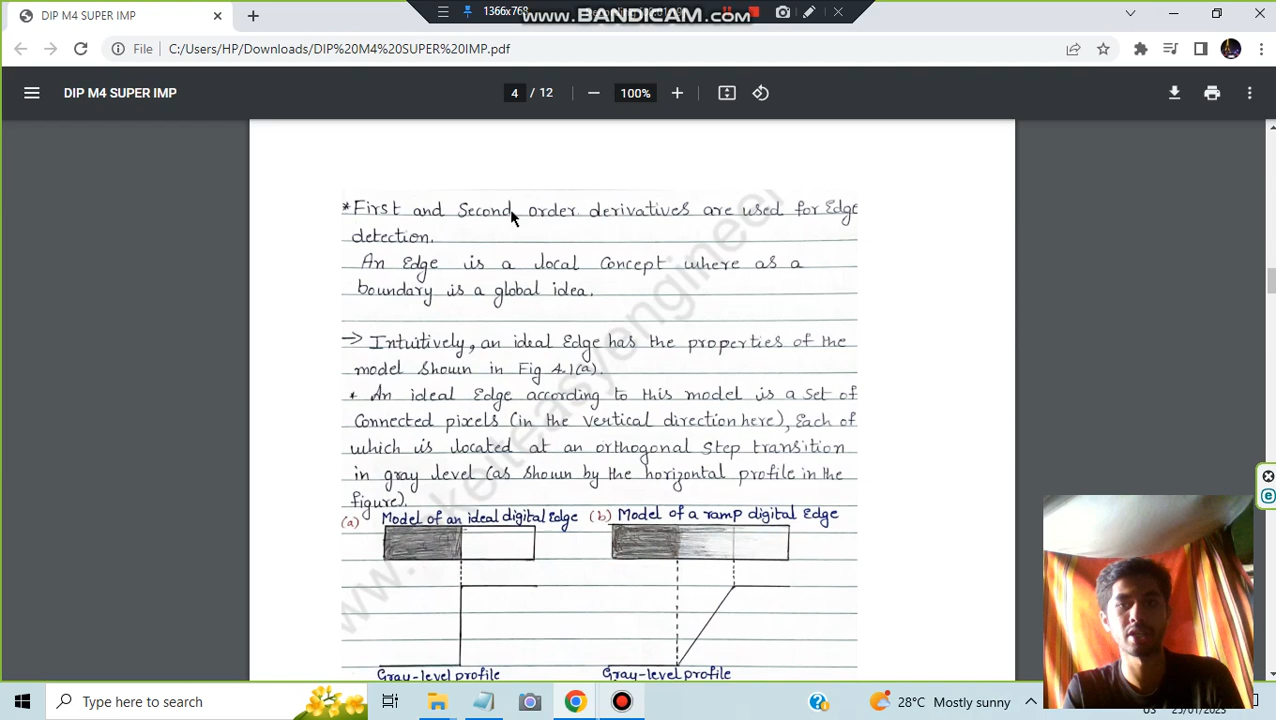 DIP M4 SUPER IMP
1366x768
www.BANDICAM.com
File C:/Users/HP/Downloads/DIP%20M4%20SUPER%20IMP.pdf
DIP M4 SUPER IMP
4 / 12
100%
*First and Second order derivatives are used for Edge
detection.
An Edge is a local concept where as a
boundary is a global idea.
→ Intuitively, an ideal Edge has the properties of the
model shown in Fig 4.1(a).
* An ideal Edge according to this model is a set of
Connected pixels (in the vertical direction here), Each of
which is located at an orthogonal step transition
in gray level (as shown by the horizontal profile in the
figure).
(a) Model of an ideal digital Edge (b) Model of a ramp digital Edge
Gray-level profile Gray-level profile
Type here to search
28°C Mostly sunny
US 25/01/2023